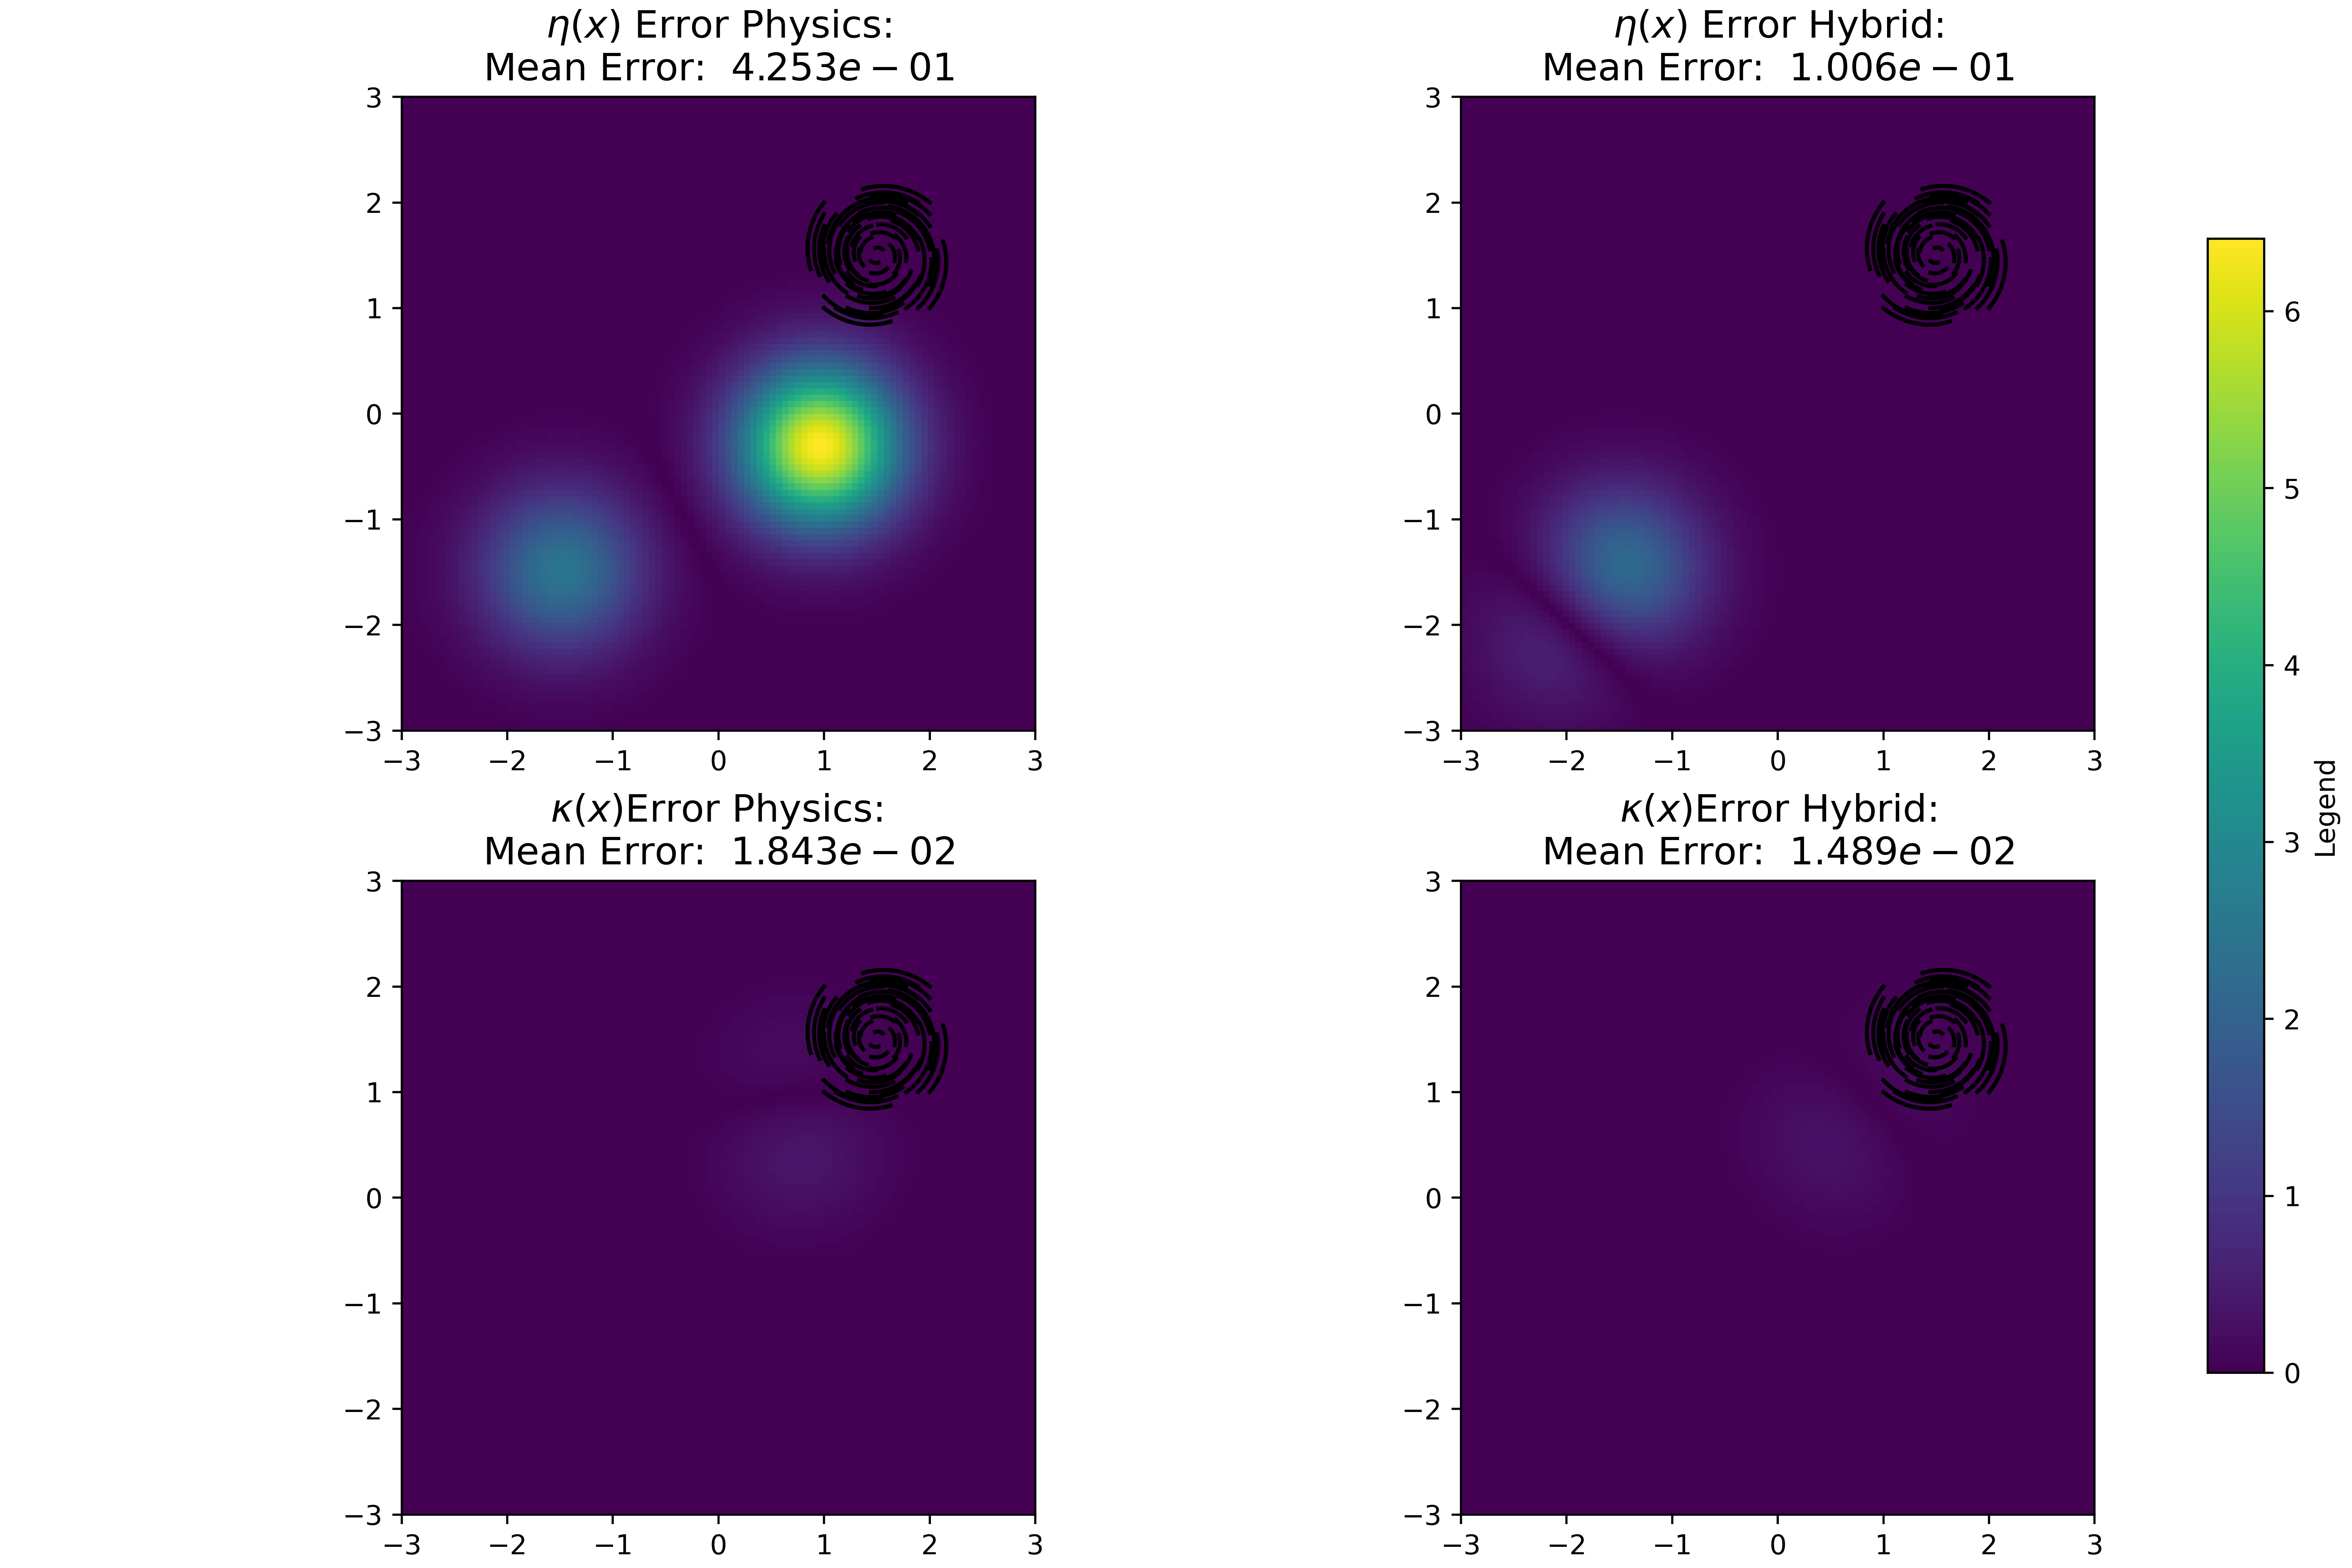 η(x) Error Physics:
Mean Error: 4.253e − 01
3
2
1
0
−1
−2
−3
−3 −2 −1 0 1 2 3
η(x) Error Hybrid:
Mean Error: 1.006e − 01
3
2
1
0
−1
−2
−3
−3 −2 −1 0 1 2 3
κ(x)Error Physics:
Mean Error: 1.843e − 02
3
2
1
0
−1
−2
−3
−3 −2 −1 0 1 2 3
κ(x)Error Hybrid:
Mean Error: 1.489e − 02
3
2
1
0
−1
−2
−3
−3 −2 −1 0 1 2 3
6
5
4
3
2
1
0
Legend